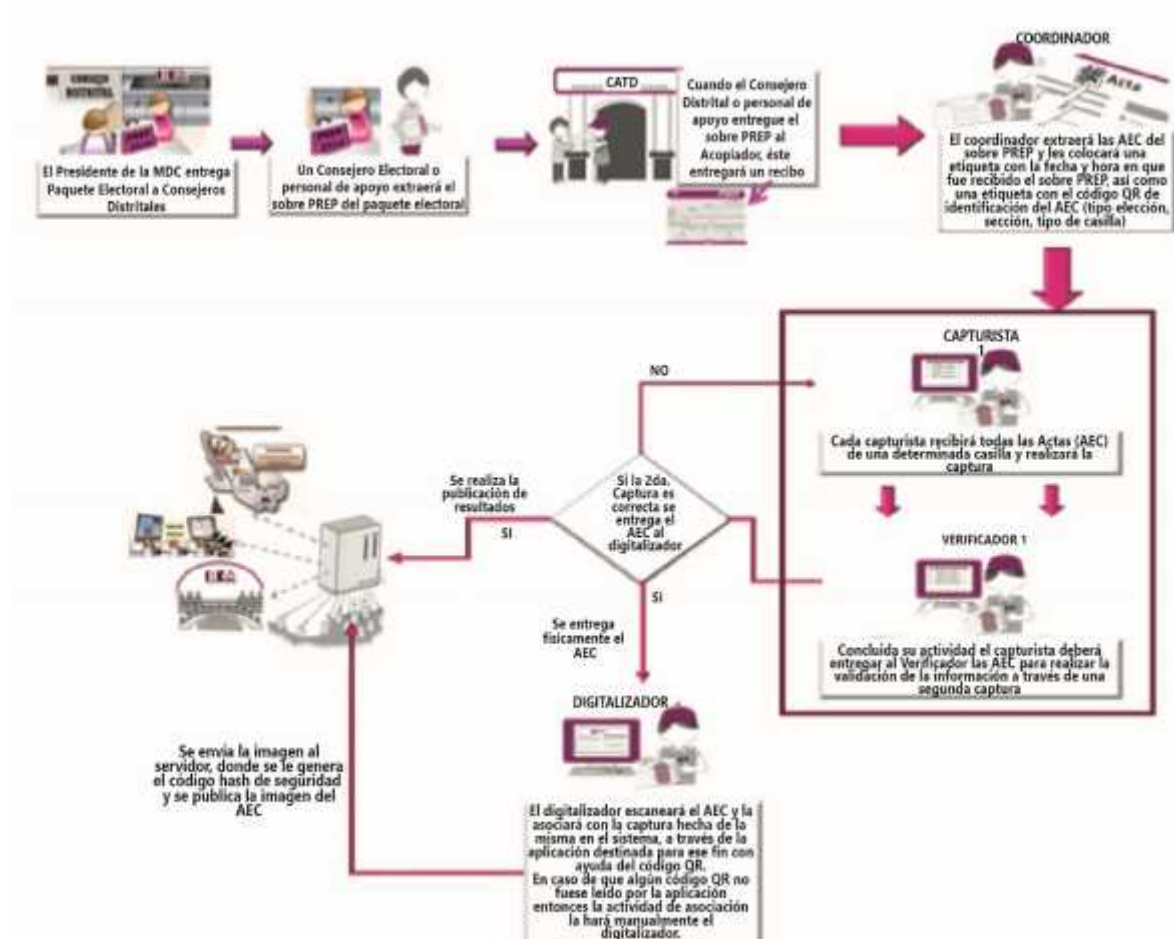 CONSEJO
DISTRITAL
El Presidente de la MDC entrega
Paquete Electoral a Consejeros
Distritales
Un Consejero Electoral o
personal de apoyo extraerá el
sobre PREP del paquete electoral
CATD
Cuando el Consejero
Distrital o personal de
apoyo entregue el
sobre PREP al
Acopiador, éste
entregará un recibo
COORDINADOR
Acta
El coordinador extraerá las AEC del
sobre PREP y les colocará una
etiqueta con la fecha y hora en que
fue recibido el sobre PREP, así como
una etiqueta con el código QR de
identificación del AEC (tipo elección,
sección, tipo de casilla)
CAPTURISTA
1
Cada capturista recibirá todas las Actas (AEC)
de una determinada casilla y realizará la
captura
VERIFICADOR 1
Concluida su actividad el capturista deberá
entregar al Verificador las AEC para realizar la
validación de la información a través de una
segunda captura
NO
Si la 2da.
Captura es
correcta se
entrega el
AEC al
digitalizador
Se realiza la
publicación de
resultados
SI
SI
Se entrega
físicamente el
AEC
DIGITALIZADOR
El digitalizador escaneará el AEC y la
asociará con la captura hecha de la
misma en el sistema, a través de la
aplicación destinada para ese fin con
ayuda del código QR.
En caso de que algún código QR no
fuese leído por la aplicación
entonces la actividad de asociación
la hará manualmente el
digitalizador.
Se envía la imagen al
servidor, donde se le genera
el código hash de seguridad
y se publica la imagen del
AEC